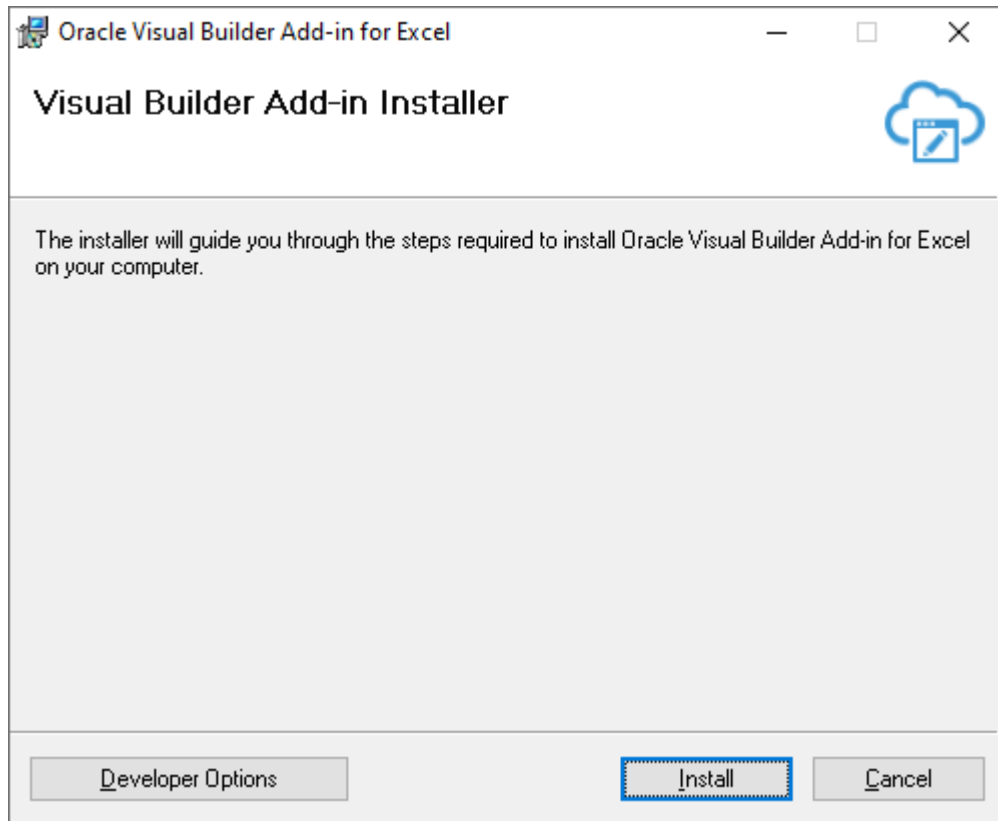 Oracle Visual Builder Add-in for Excel
Visual Builder Add-in Installer
The installer will guide you through the steps required to install Oracle Visual Builder Add-in for Excel
on your computer.
Developer Options
Install
Cancel